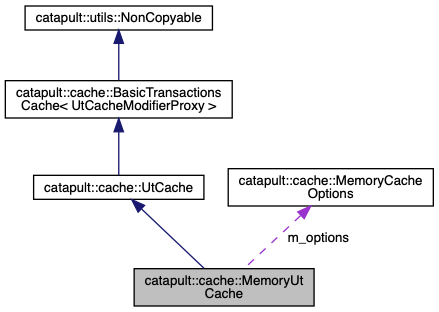 catapult::utils::NonCopyable
catapult::cache::BasicTransactions
Cache< UtCacheModifierProxy >
catapult::cache::UtCache
catapult::cache::MemoryCache
Options
m_options
catapult::cache::MemoryUt
Cache